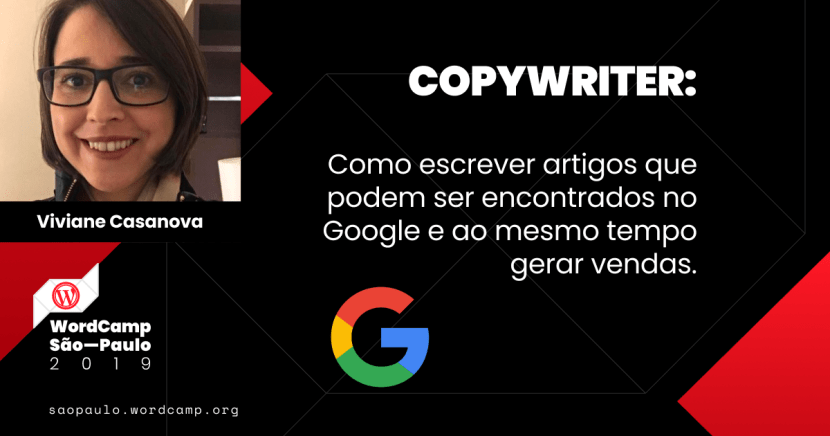 COPYWRITER:
Como escrever artigos que
podem ser encontrados no
Google e ao mesmo tempo
gerar vendas.
Viviane Casanova
WordCamp
São—Paulo
2019
saopaulo.wordcamp.org